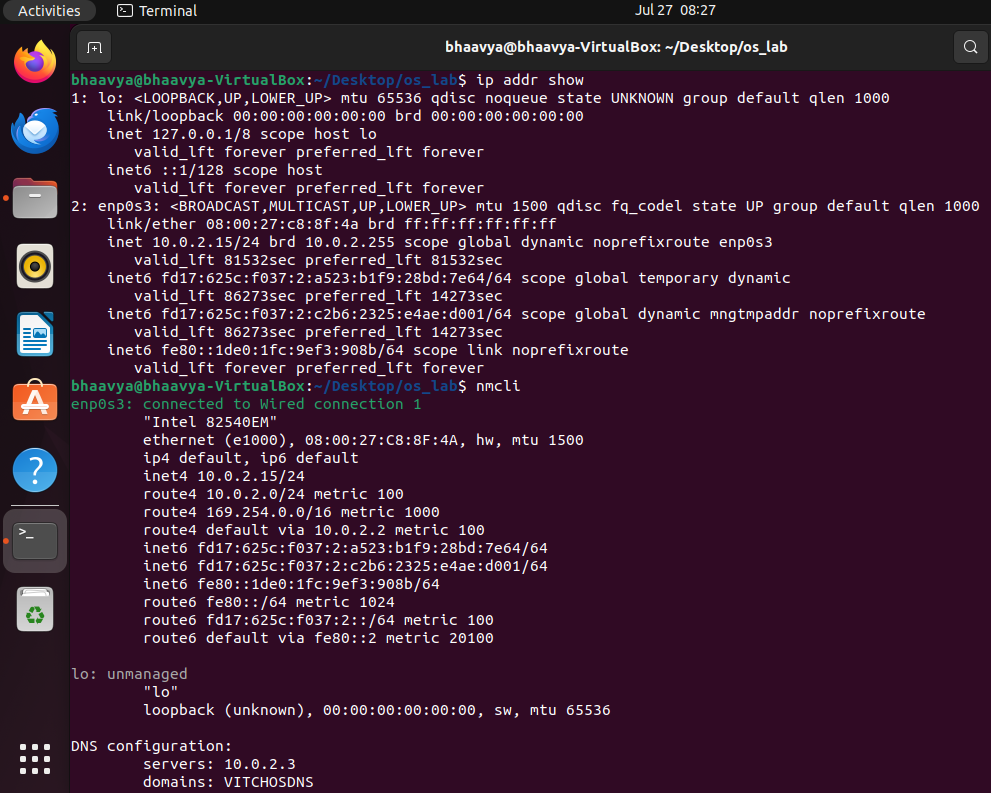 Activities
Terminal
Jul 27 08:27
bhaavya@bhaavya-VirtualBox: ~/Desktop/os_lab
bhaavya@bhaavya-VirtualBox:~/Desktop/os_lab$ ip addr show
1: lo: <LOOPBACK,UP,LOWER_UP> mtu 65536 qdisc noqueue state UNKNOWN group default qlen 1000
    link/loopback 00:00:00:00:00:00 brd 00:00:00:00:00:00
    inet 127.0.0.1/8 scope host lo
       valid_lft forever preferred_lft forever
    inet6 ::1/128 scope host
       valid_lft forever preferred_lft forever
2: enp0s3: <BROADCAST,MULTICAST,UP,LOWER_UP> mtu 1500 qdisc fq_codel state UP group default qlen 1000
    link/ether 08:00:27:c8:8f:4a brd ff:ff:ff:ff:ff:ff
    inet 10.0.2.15/24 brd 10.0.2.255 scope global dynamic noprefixroute enp0s3
       valid_lft 81532sec preferred_lft 81532sec
    inet6 fd17:625c:f037:2:a523:b1f9:28bd:7e64/64 scope global temporary dynamic
       valid_lft 86273sec preferred_lft 14273sec
    inet6 fd17:625c:f037:2:c2b6:2325:e4ae:d001/64 scope global dynamic mngtmpaddr noprefixroute
       valid_lft 86273sec preferred_lft 14273sec
    inet6 fe80::1de0:1fc:9ef3:908b/64 scope link noprefixroute
       valid_lft forever preferred_lft forever
bhaavya@bhaavya-VirtualBox:~/Desktop/os_lab$ nmcli
enp0s3: connected to Wired connection 1
        "Intel 82540EM"
        ethernet (e1000), 08:00:27:C8:8F:4A, hw, mtu 1500
        ip4 default, ip6 default
        inet4 10.0.2.15/24
        route4 10.0.2.0/24 metric 100
        route4 169.254.0.0/16 metric 1000
        route4 default via 10.0.2.2 metric 100
        inet6 fd17:625c:f037:2:a523:b1f9:28bd:7e64/64
        inet6 fd17:625c:f037:2:c2b6:2325:e4ae:d001/64
        inet6 fe80::1de0:1fc:9ef3:908b/64
        route6 fe80::/64 metric 1024
        route6 fd17:625c:f037:2::/64 metric 100
        route6 default via fe80::2 metric 20100
lo: unmanaged
        "lo"
        loopback (unknown), 00:00:00:00:00:00, sw, mtu 65536
DNS configuration:
        servers: 10.0.2.3
        domains: VITCHOSDNS